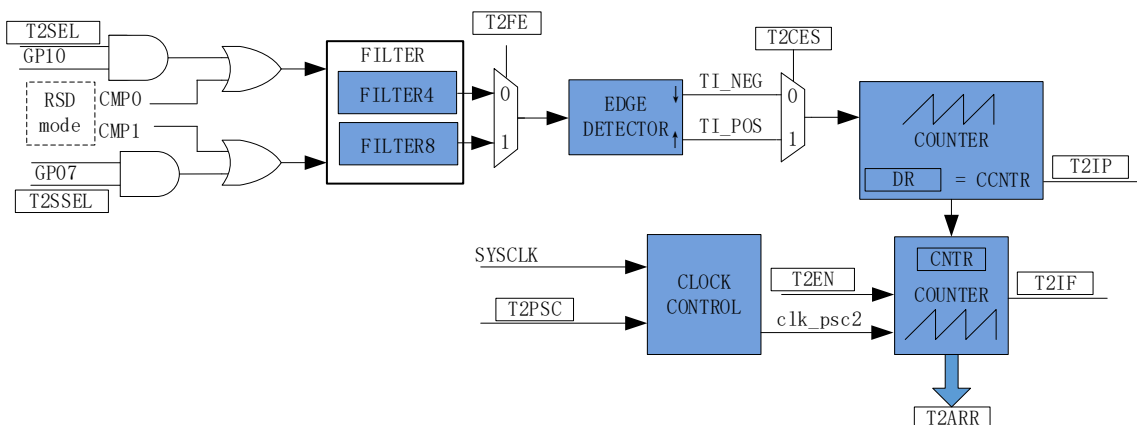 T2SEL
GP10
RSD
mode
CMP0
CMP1
GP07
T2SSEL
FILTER
FILTER4
FILTER8
T2FE
0
1
EDGE
DETECTOR
TI_NEG
TI_POS
T2CES
0
1
COUNTER
DR = CCNTR
T2IP
SYSCLK
T2PSC
CLOCK
CONTROL
T2EN
clk_psc2
CNTR
COUNTER
T2IF
T2ARR